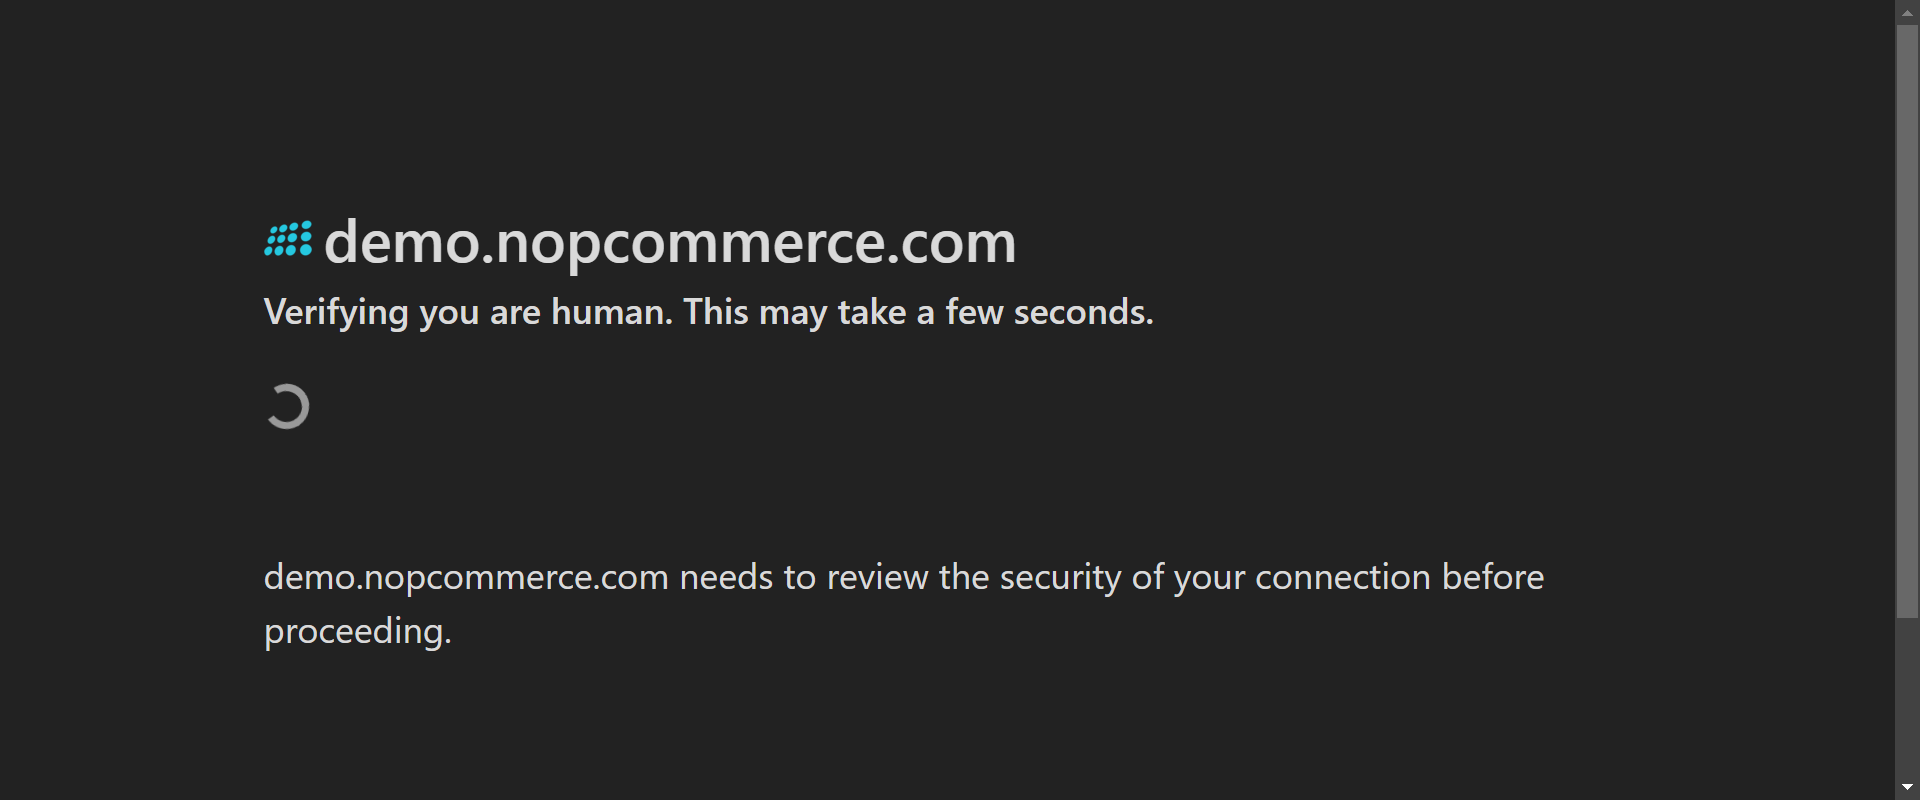 demo.nopcommerce.com
Verifying you are human. This may take a few seconds.
demo.nopcommerce.com needs to review the security of your connection before
proceeding.